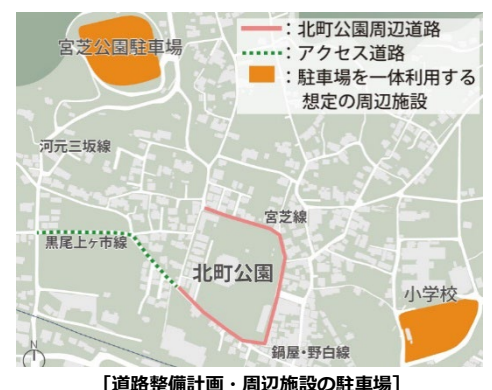 宮芝公園駐車場
：北町公園周辺道路
：アクセス道路
：駐車場を一体利用する
想定の周辺施設
河元三坂線
宮芝線
黒尾上ヶ市線
北町公園
小学校
鍋屋・野白線
N
［道路整備計画・周辺施設の駐車場］